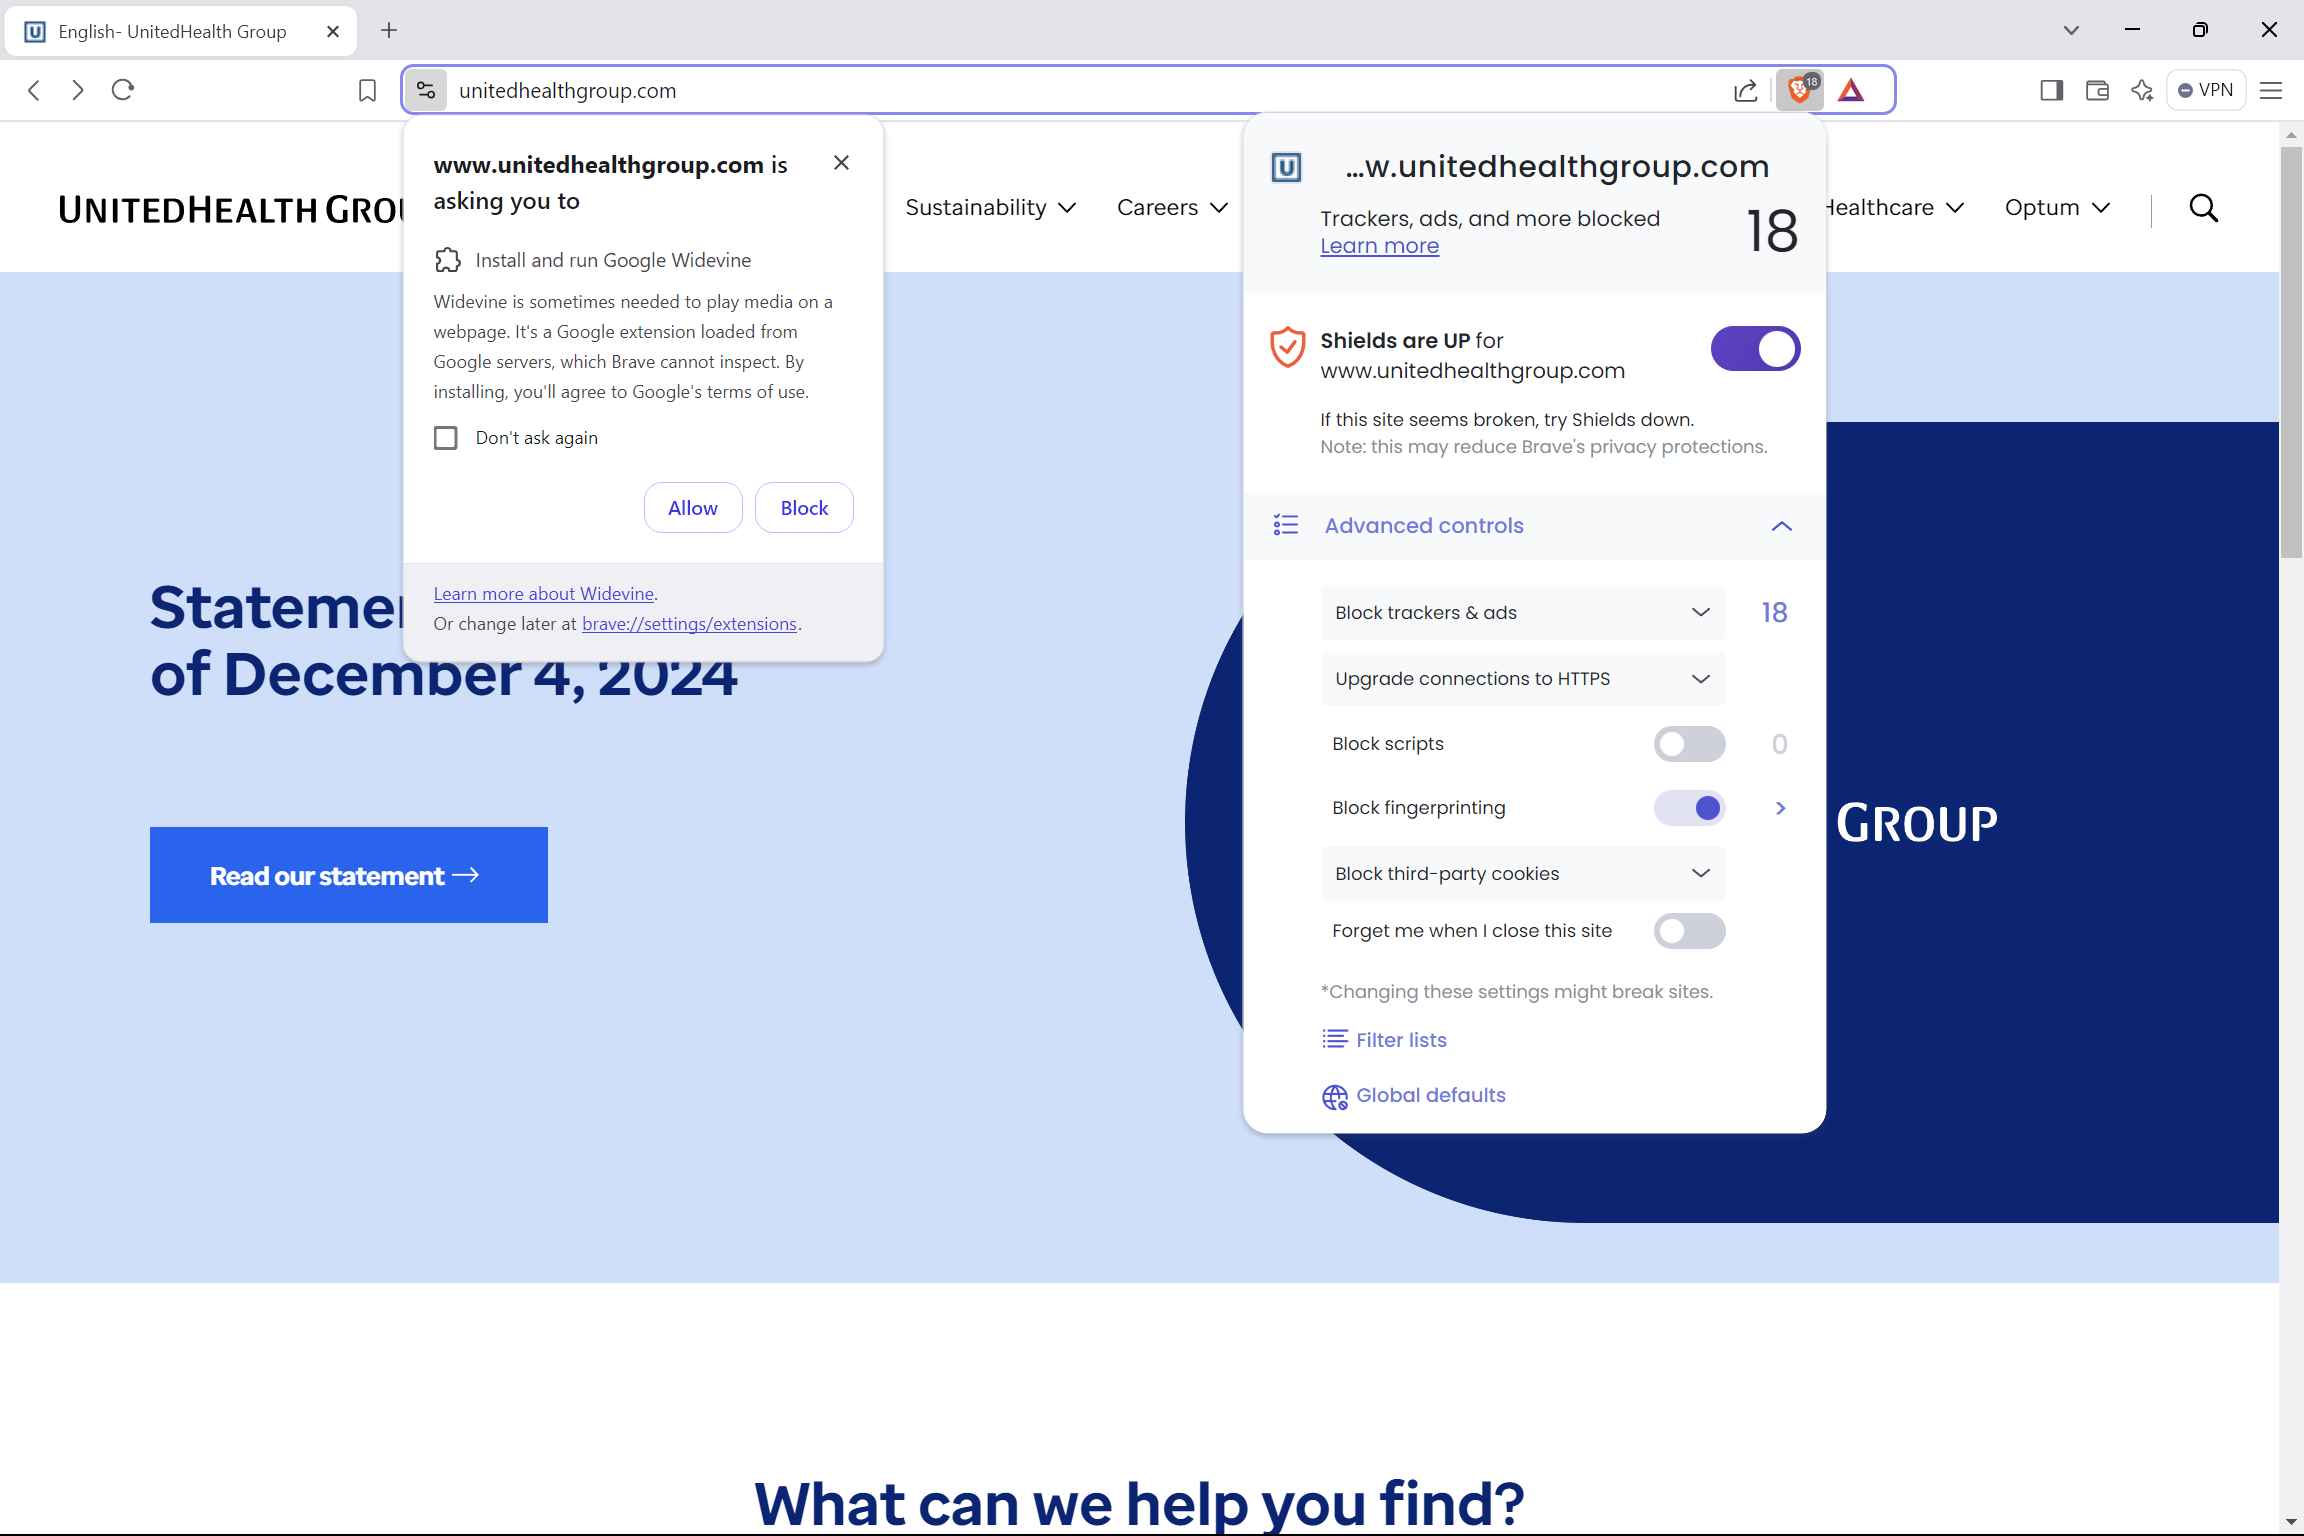 English- UnitedHealth Group
unitedhealthgroup.com
18
VPN
UNITEDHEALTH
Sustainability
Careers
Healthcare
Optum
www.unitedhealthgroup.com is
asking you to
Install and run Google Widevine
Widevine is sometimes needed to play media on a
webpage. It's a Google extension loaded from
Google servers, which Brave cannot inspect. By
installing, you'll agree to Google's terms of use.
Don't ask again
Allow
Block
Learn more about Widevine.
Or change later at brave://settings/extensions.
...w.unitedhealthgroup.com
Trackers, ads, and more blocked
Learn more
18
Shields are UP for
www.unitedhealthgroup.com
If this site seems broken, try Shields down.
Note: this may reduce Brave's privacy protections.
Advanced controls
Block trackers & ads
18
Upgrade connections to HTTPS
Block scripts
0
Block fingerprinting
Block third-party cookies
Forget me when I close this site
*Changing these settings might break sites.
Filter lists
Global defaults
of December 4, 2024
Read our statement →
GROUP
What can we help you find?